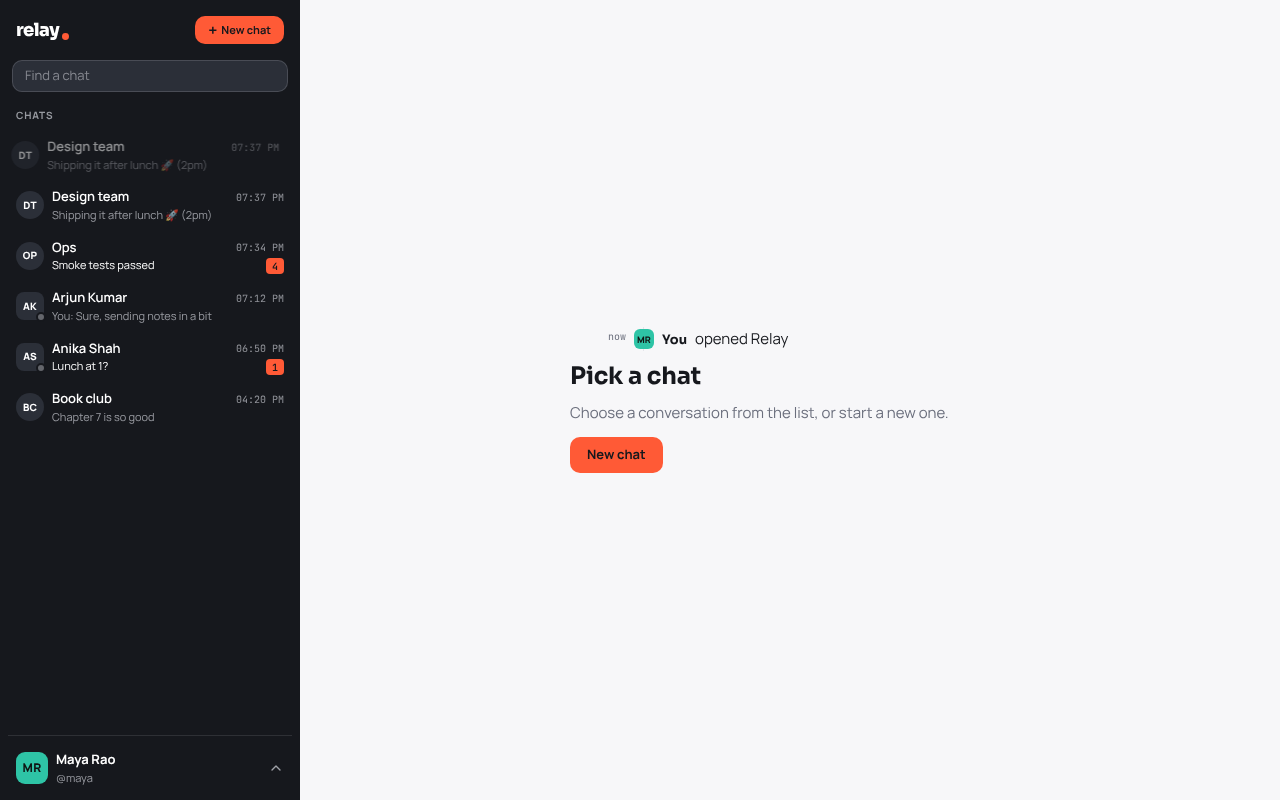 relay.
+ New chat
Find a chat
CHATS
DT Design team 07:37 PM
Shipping it after lunch 🚀 (2pm)
DT Design team 07:37 PM
Shipping it after lunch 🚀 (2pm)
OP Ops 07:34 PM
Smoke tests passed 4
AK Arjun Kumar 07:12 PM
You: Sure, sending notes in a bit
AS Anika Shah 06:50 PM
Lunch at 1? 1
BC Book club 04:20 PM
Chapter 7 is so good
MR Maya Rao
@maya
now MR You opened Relay
Pick a chat
Choose a conversation from the list, or start a new one.
New chat